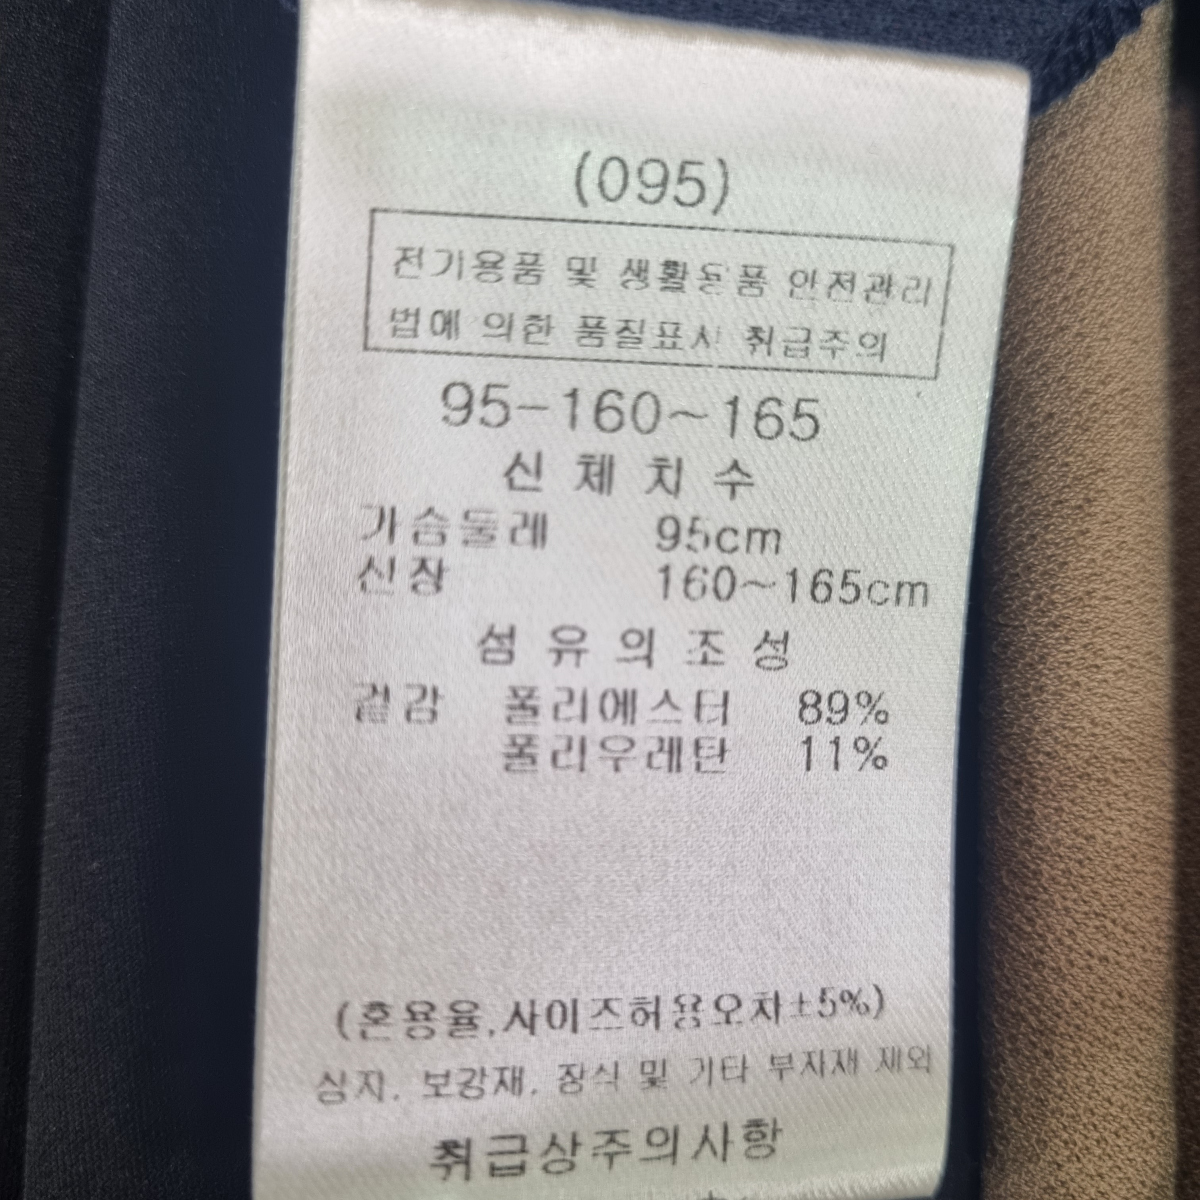 (095)
전기용품 및 생활용품 안전관리
법에 의한 품질표시 취급주의
95-160~165
신체치수
가슴둘레 95cm
신장 160~165cm
섬유의조성
겉감 폴리에스터 89%
폴리우레탄 11%
(혼용율,사이즈허용오차±5%)
심지. 보강재. 장식 및 기타 부자재 제외
취급상주의사항